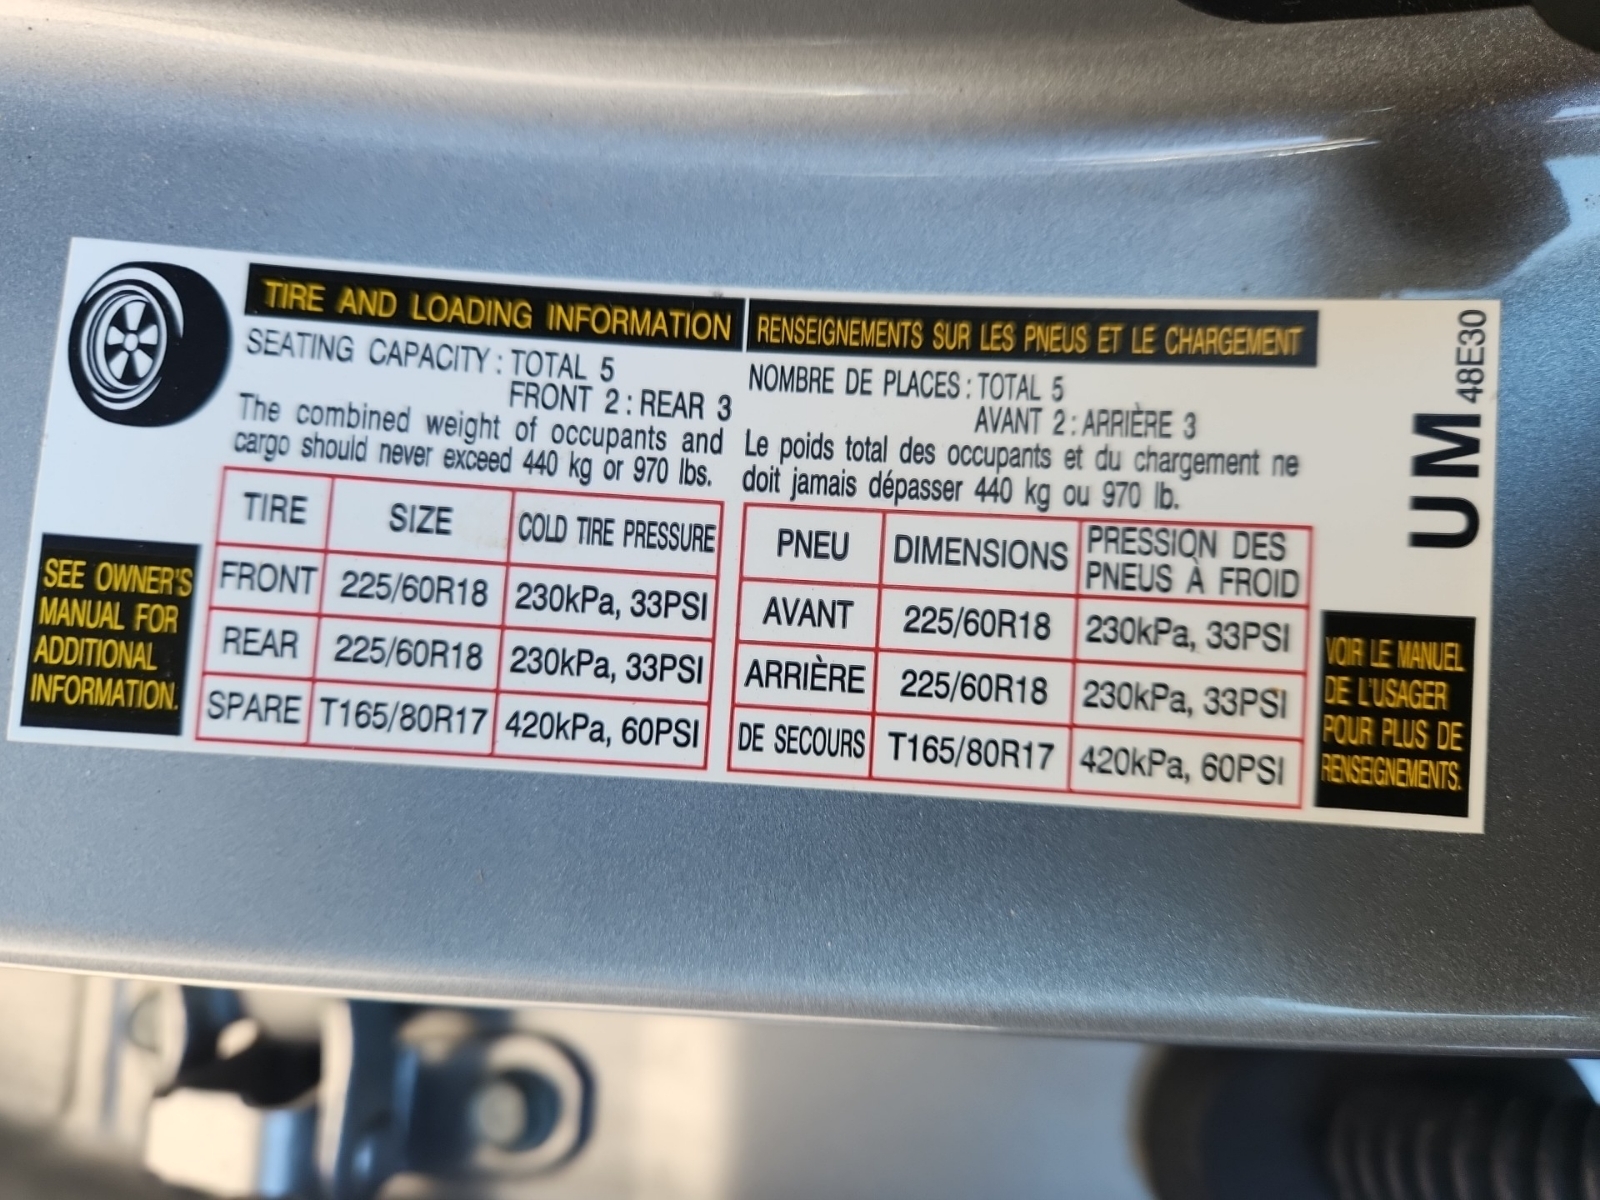 TIRE AND LOADING INFORMATION
SEATING CAPACITY : TOTAL 5
FRONT 2 : REAR 3
The combined weight of occupants and
cargo should never exceed 440 kg or 970 lbs.
TIRE SIZE COLD TIRE PRESSURE
FRONT 225/60R18 230kPa, 33PSI
REAR 225/60R18 230kPa, 33PSI
SPARE T165/80R17 420kPa, 60PSI
SEE OWNER'S
MANUAL FOR
ADDITIONAL
INFORMATION.
RENSEIGNEMENTS SUR LES PNEUS ET LE CHARGEMENT
NOMBRE DE PLACES : TOTAL 5
AVANT 2 : ARRIÈRE 3
Le poids total des occupants et du chargement ne
doit jamais dépasser 440 kg ou 970 lb.
PNEU DIMENSIONS PRESSION DES
PNEUS À FROID
AVANT 225/60R18 230kPa, 33PSI
ARRIÈRE 225/60R18 230kPa, 33PSI
DE SECOURS T165/80R17 420kPa, 60PSI
VOIR LE MANUEL
DE L'USAGER
POUR PLUS DE
RENSEIGNEMENTS.
UM 48E30